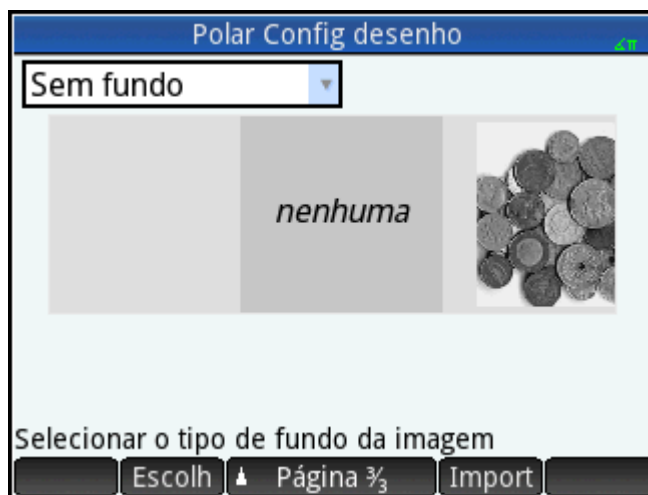 Polar Config desenho
∡π
Sem fundo
nenhuma
Selecionar o tipo de fundo da imagem
Escolh Página ³⁄₃ Import